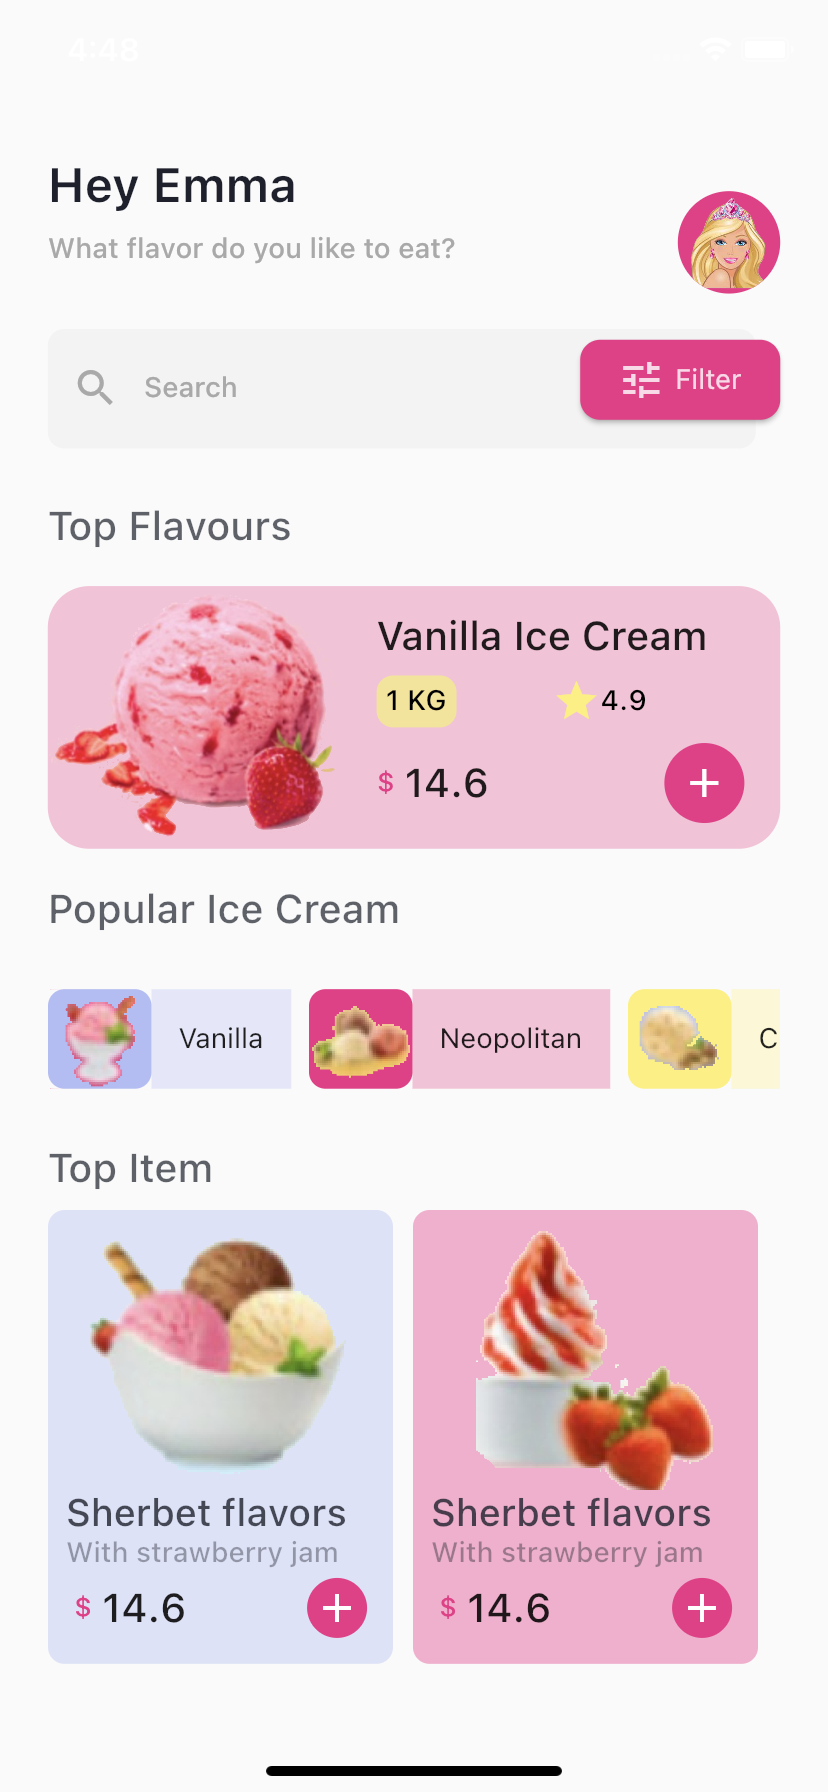 4:48
Hey Emma
What flavor do you like to eat?
Search
Filter
Top Flavours
Vanilla Ice Cream
1 KG
4.9
$ 14.6
Popular Ice Cream
Vanilla
Neopolitan
C
Top Item
Sherbet flavors
With strawberry jam
$ 14.6
Sherbet flavors
With strawberry jam
$ 14.6